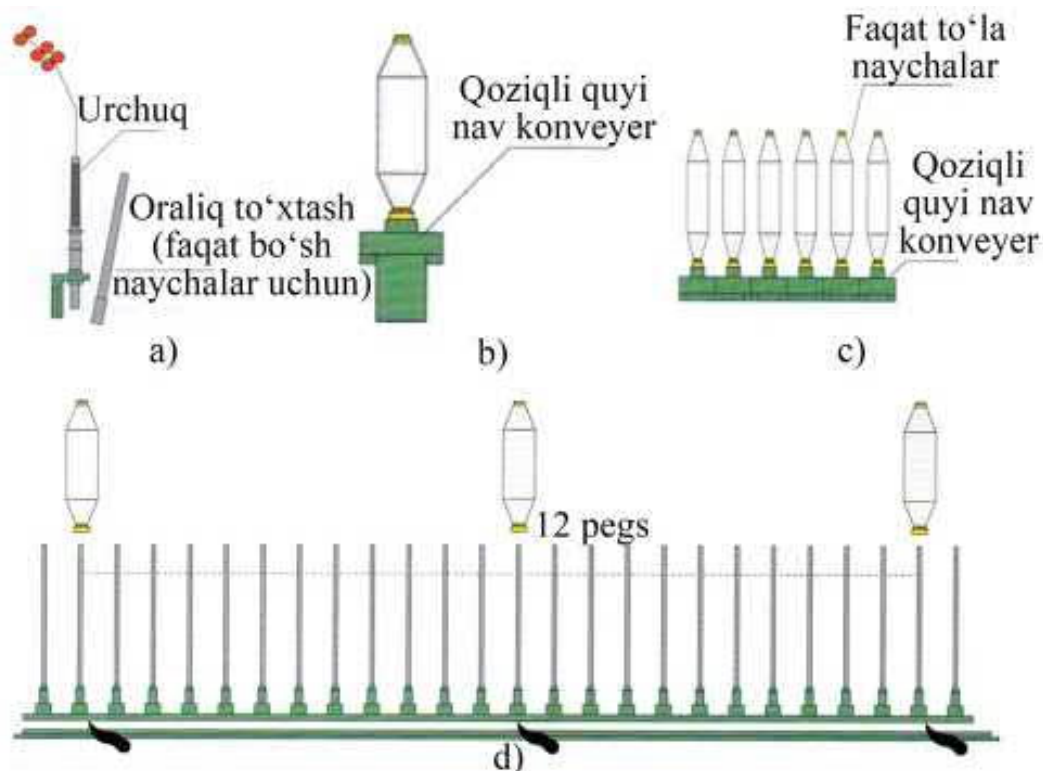 Urchuq
Oraliq to‘xtash
(faqat bo‘sh
naychalar uchun)
a)
Qoziqli quyi
nav konveyer
b)
Faqat to‘la
naychalar
Qoziqli
quyi nav
konveyer
c)
12 pegs
d)